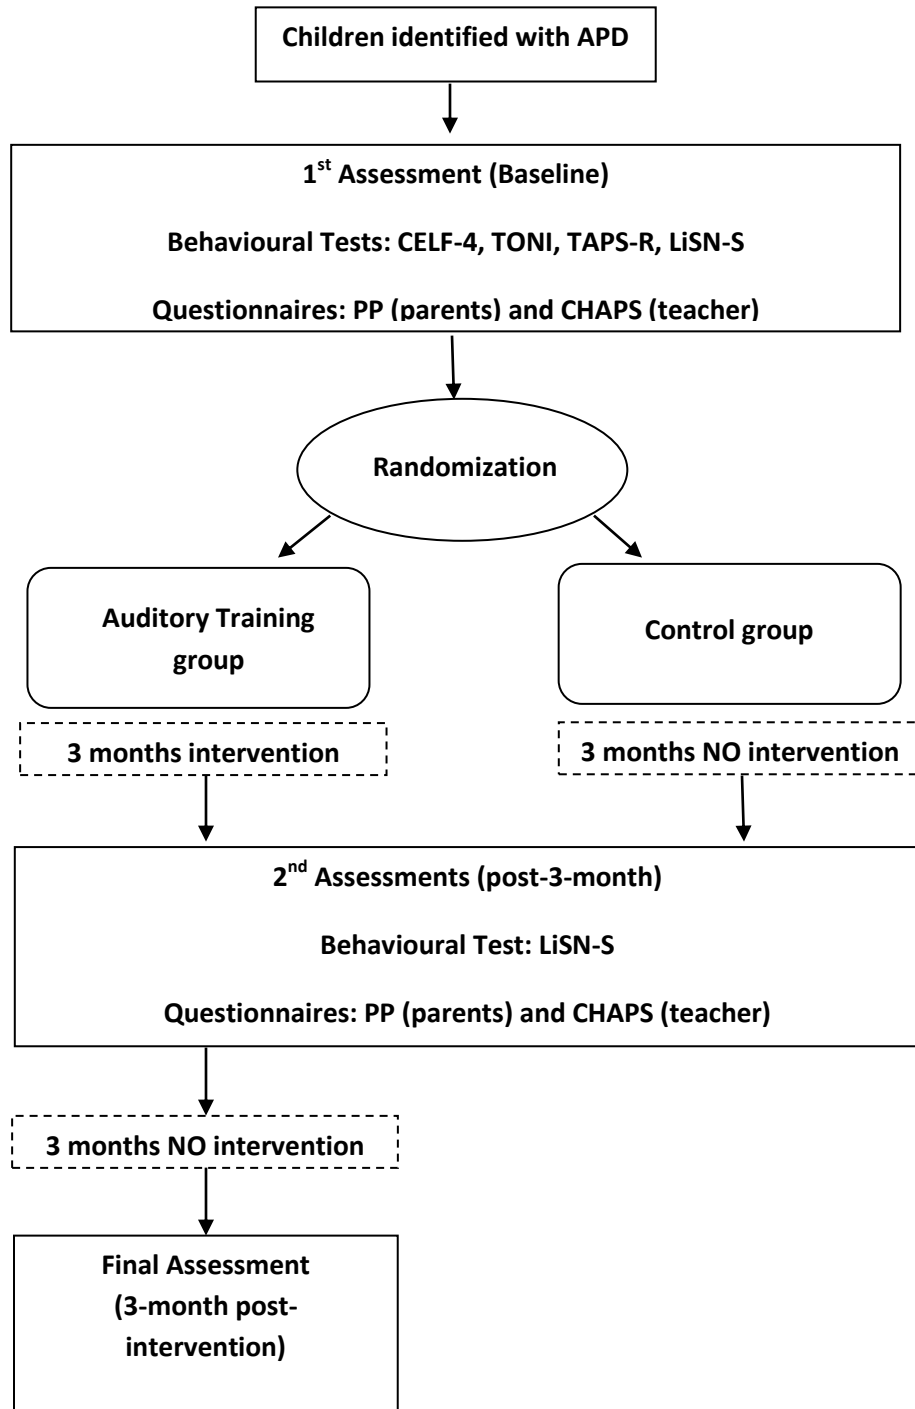 Children identified with APD
1st Assessment (Baseline)
Behavioural Tests: CELF-4, TONI, TAPS-R, LiSN-S
Questionnaires: PP (parents) and CHAPS (teacher)
Randomization
Auditory Training
group
Control group
3 months intervention
3 months NO intervention
2nd Assessments (post-3-month)
Behavioural Test: LiSN-S
Questionnaires: PP (parents) and CHAPS (teacher)
3 months NO intervention
Final Assessment
(3-month post-
intervention)